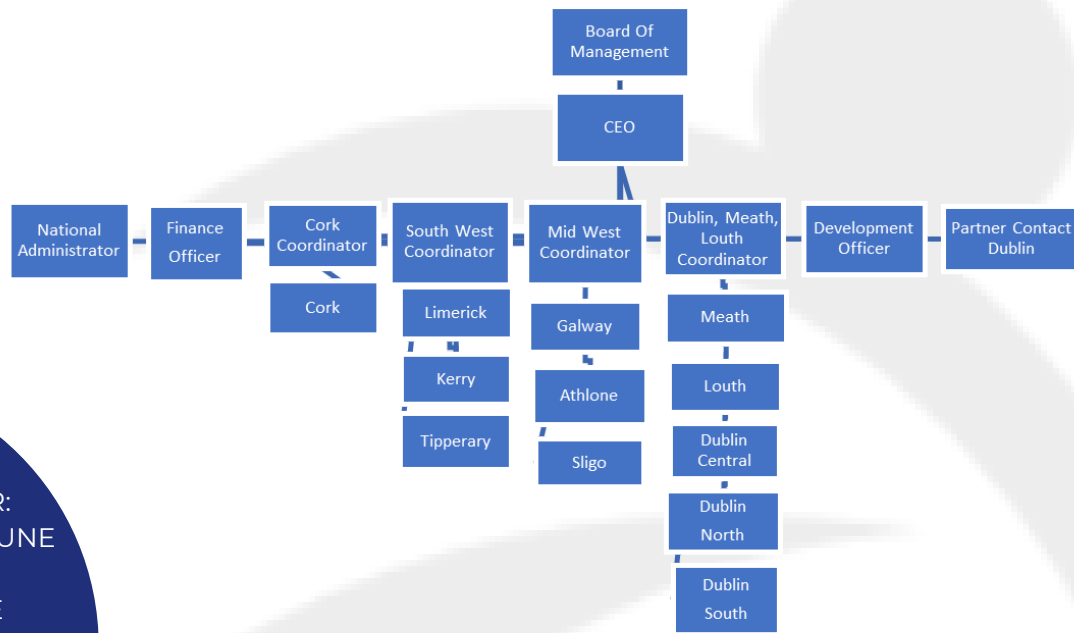 Board Of
Management
CEO
National
Administrator
Finance
Officer
Cork
Coordinator
South West
Coordinator
Mid West
Coordinator
Dublin, Meath,
Louth
Coordinator
Development
Officer
Partner Contact
Dublin
Cork
Limerick
Kerry
Tipperary
Galway
Athlone
Sligo
Meath
Louth
Dublin
Central
Dublin
North
Dublin
South